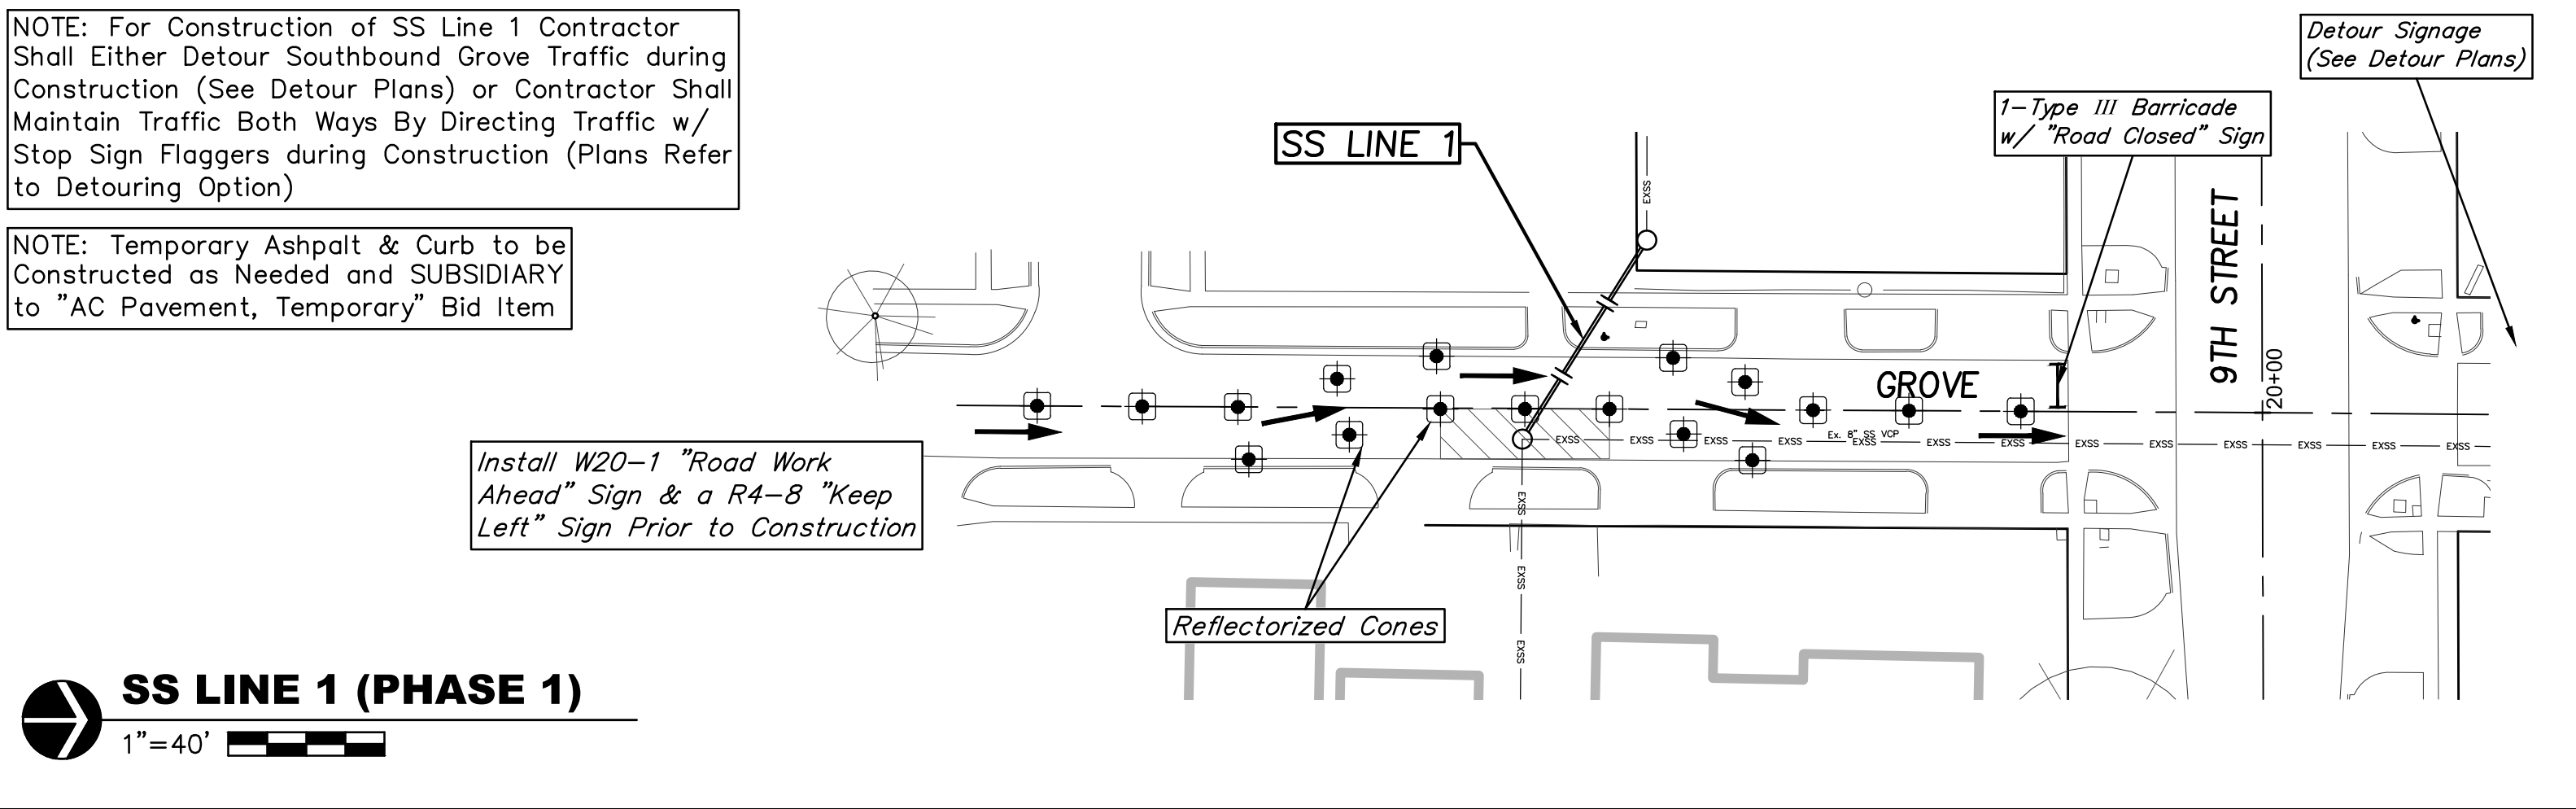 NOTE: For Construction of SS Line 1 Contractor
Shall Either Detour Southbound Grove Traffic during
Construction (See Detour Plans) or Contractor Shall
Maintain Traffic Both Ways By Directing Traffic w/
Stop Sign Flaggers during Construction (Plans Refer
to Detouring Option)
NOTE: Temporary Ashpalt & Curb to be
Constructed as Needed and SUBSIDIARY
to "AC Pavement, Temporary" Bid Item
Detour Signage
(See Detour Plans)
1-Type III Barricade
w/ "Road Closed" Sign
SS LINE 1
EXSS
9TH STREET
20+00
GROVE
Ex. 8" SS VCP
EXSS EXSS EXSS EXSS EXSS EXSS EXSS EXSS EXSS EXSS EXSS EXSS EXSS
Install W20-1 "Road Work
Ahead" Sign & a R4-8 "Keep
Left" Sign Prior to Construction
EXSS
EXSS
EXSS
Reflectorized Cones
SS LINE 1 (PHASE 1)
1"=40'